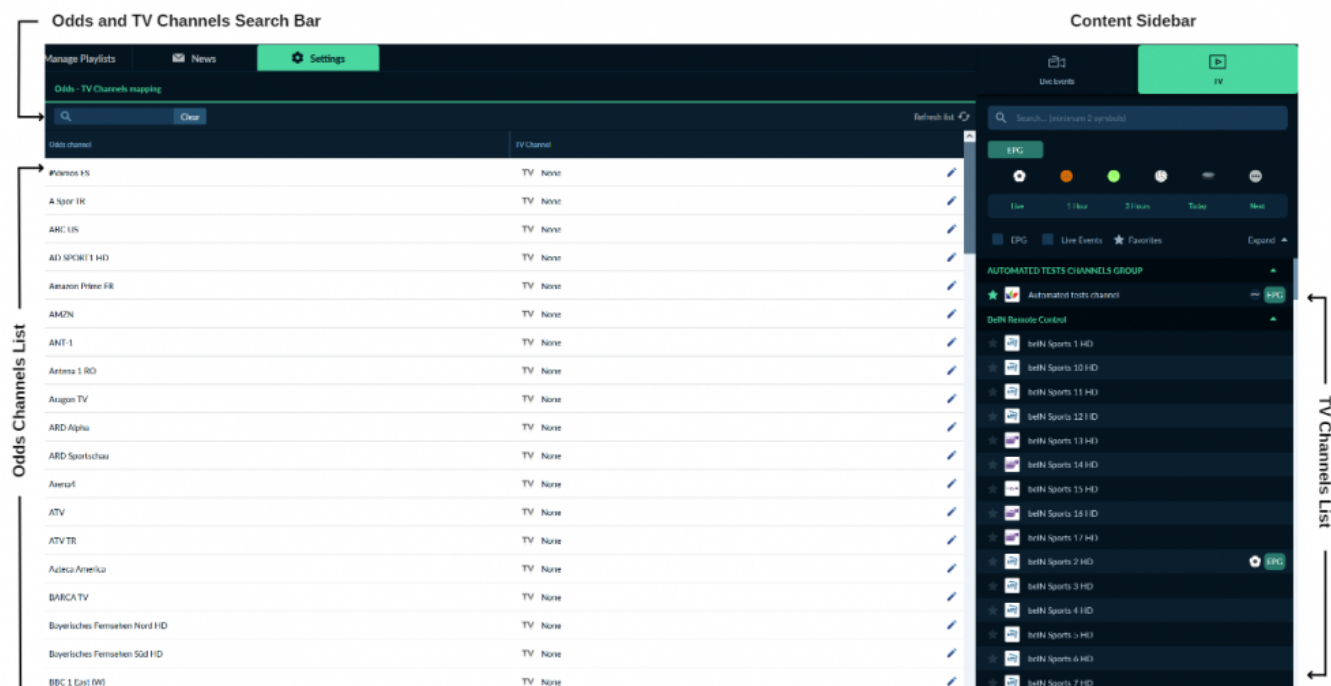 Odds and TV Channels Search Bar
Content Sidebar
Manage Playlists
News
Settings
Live Events
TV
Odds - TV Channels mapping
Clear
Refresh list
Search... (minimum 2 symbols)
Odds channel
TV Channel
EPG
Live
1 Hour
3 Hours
Today
Next
EPG
Live Events
Favorites
Expand
Odds Channels List
#Vamos ES
TV None
A Spor TR
TV None
ABC US
TV None
AD SPORT1 HD
TV None
Amazon Prime FR
TV None
AMZN
TV None
ANT-1
TV None
Antena 1 RO
TV None
Aragon TV
TV None
ARD Alpha
TV None
ARD Sportschau
TV None
Arena4
TV None
ATV
TV None
ATV TR
TV None
Azteca America
TV None
BARCA TV
TV None
Bayerisches Fernsehen Nord HD
TV None
Bayerisches Fernsehen Süd HD
TV None
BBC 1 East (W)
TV None
AUTOMATED TESTS CHANNELS GROUP
Automated tests channel
EPG
BeIN Remote Control
beIN Sports 1 HD
beIN Sports 10 HD
beIN Sports 11 HD
beIN Sports 12 HD
beIN Sports 13 HD
beIN Sports 14 HD
beIN Sports 15 HD
beIN Sports 16 HD
beIN Sports 17 HD
beIN Sports 2 HD
EPG
beIN Sports 3 HD
beIN Sports 4 HD
beIN Sports 5 HD
beIN Sports 6 HD
beIN Sports 7 HD
TV Channels List